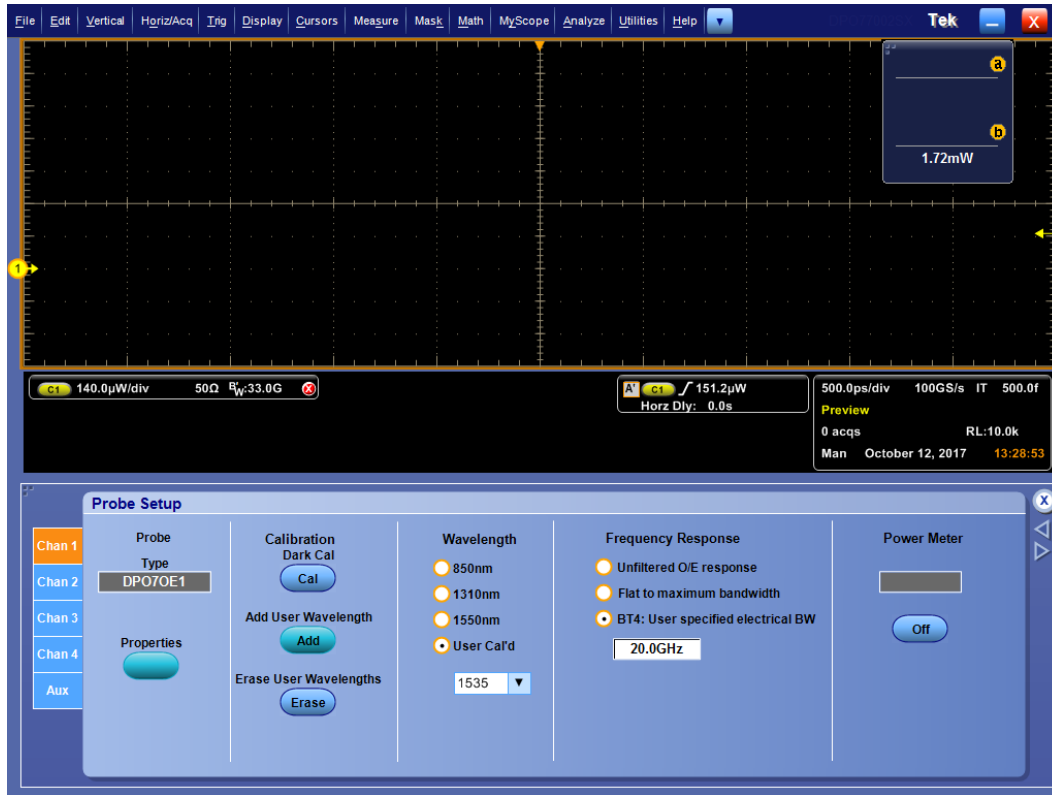 File Edit Vertical Horiz/Acq Trig Display Cursors Measure Mask Math MyScope Analyze Utilities Help Tek X
a
b
1.72mW
1
C1 140.0µW/div 50Ω BW:33.0G
A' C1 151.2µW
Horz Dly: 0.0s
500.0ps/div 100GS/s IT 500.0f
Preview
0 acqs RL:10.0k
Man October 12, 2017 13:28:53
Probe Setup
X
Chan 1
Chan 2
Chan 3
Chan 4
Aux
Probe
Type
DPO7OE1
Properties
Calibration
Dark Cal
Cal
Add User Wavelength
Add
Erase User Wavelengths
Erase
Wavelength
850nm
1310nm
1550nm
User Cal'd
1535
Frequency Response
Unfiltered O/E response
Flat to maximum bandwidth
BT4: User specified electrical BW
20.0GHz
Power Meter
Off